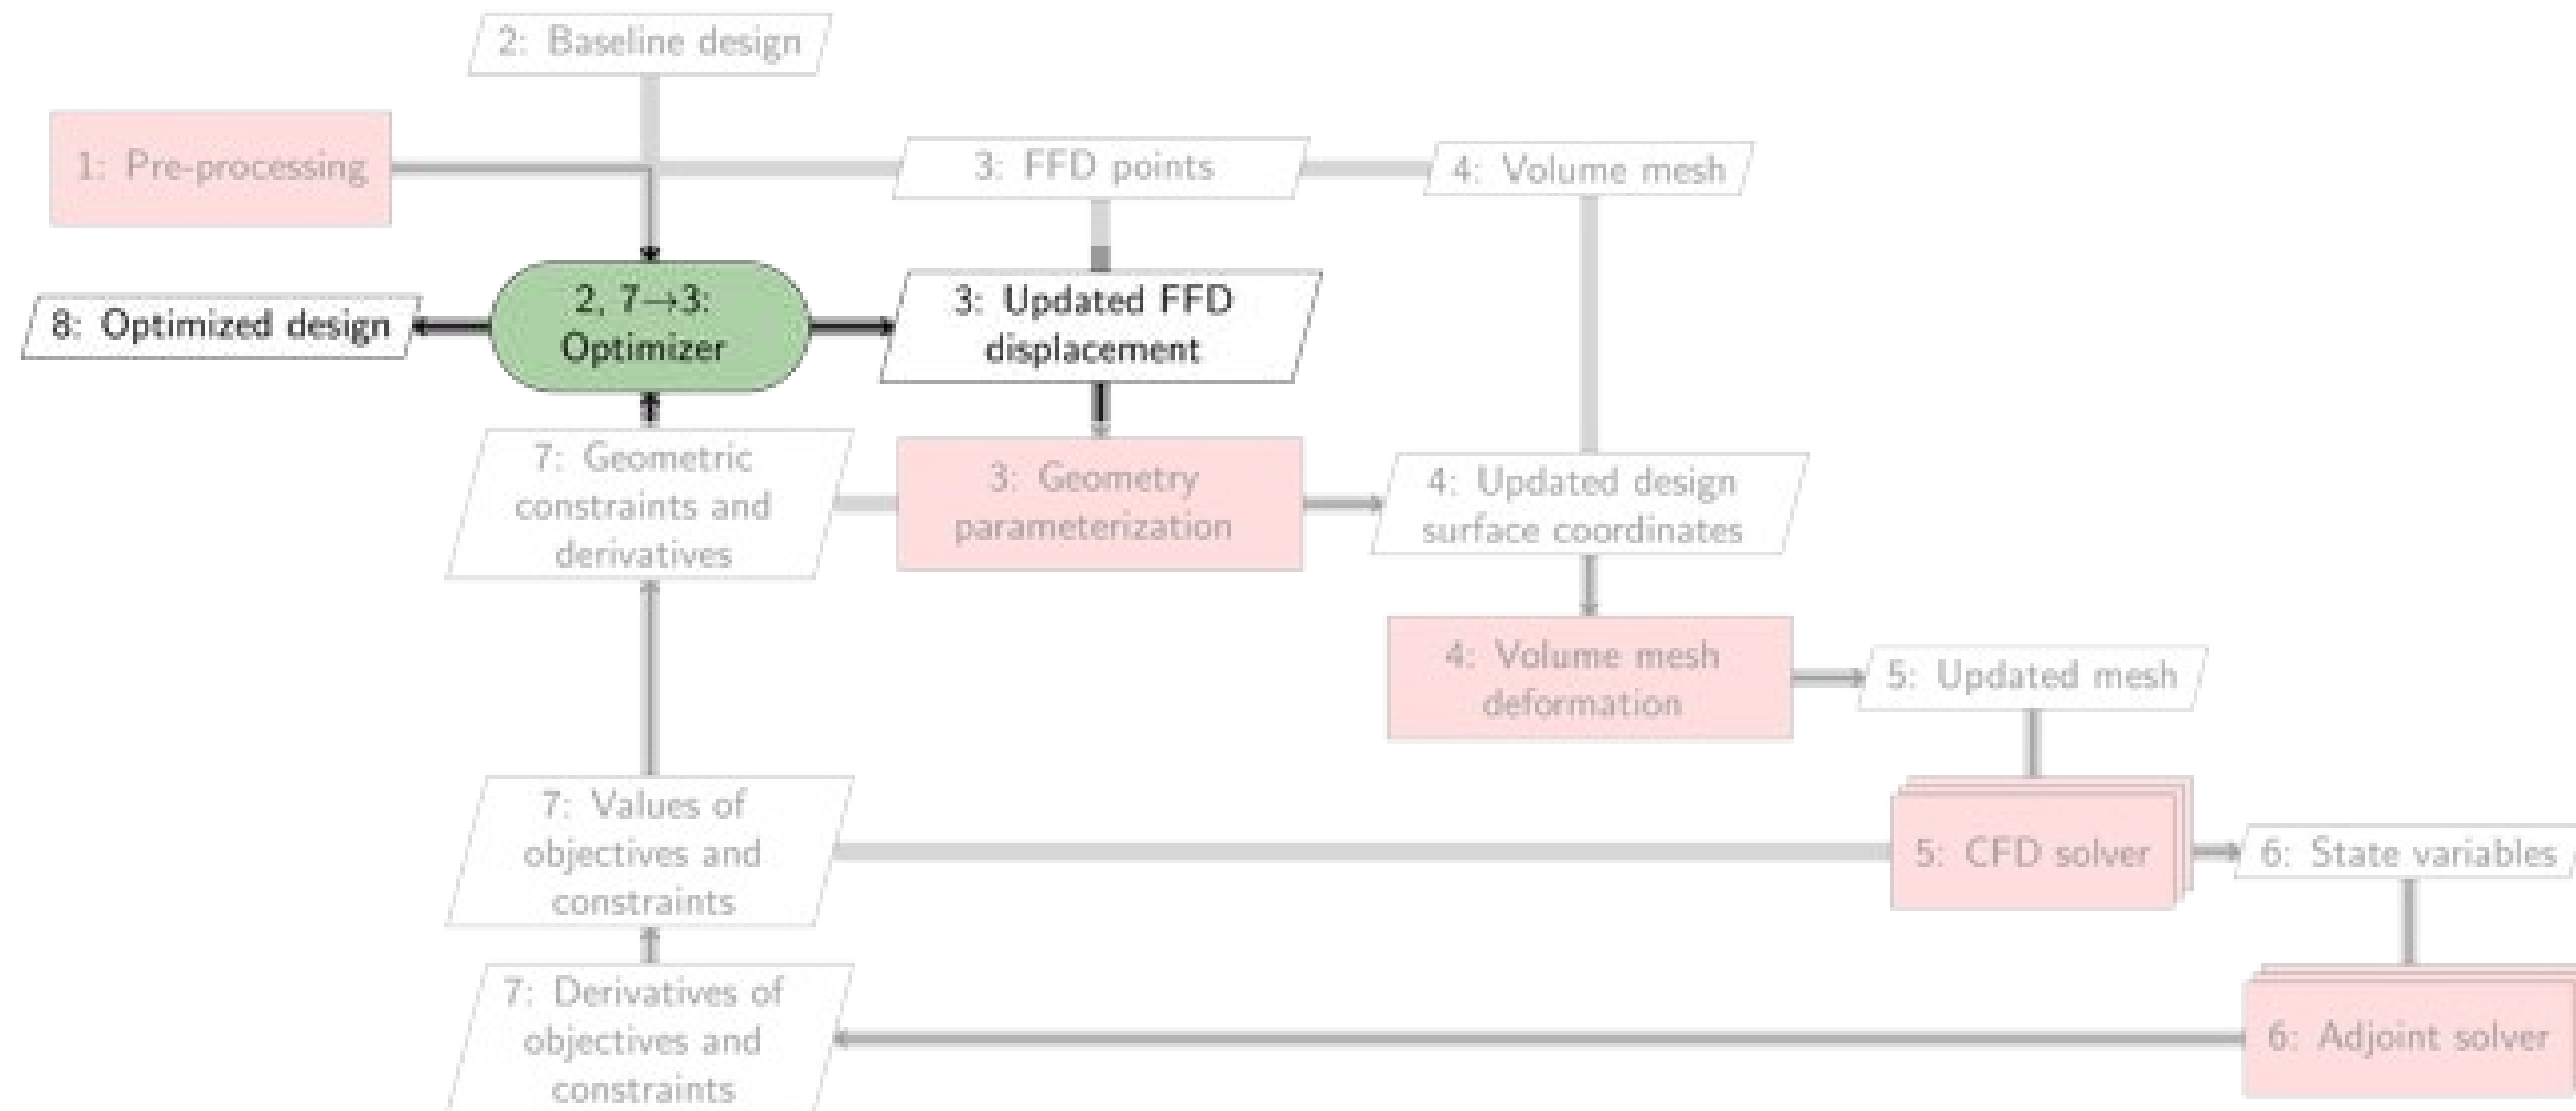 2: Baseline design
1: Pre-processing
3: FFD points
4: Volume mesh
8: Optimized design
2, 7→3:
Optimizer
3: Updated FFD
displacement
7: Geometric
constraints and
derivatives
3: Geometry
parameterization
4: Updated design
surface coordinates
4: Volume mesh
deformation
5: Updated mesh
7: Values of
objectives and
constraints
5: CFD solver
6: State variables
7: Derivatives of
objectives and
constraints
6: Adjoint solver